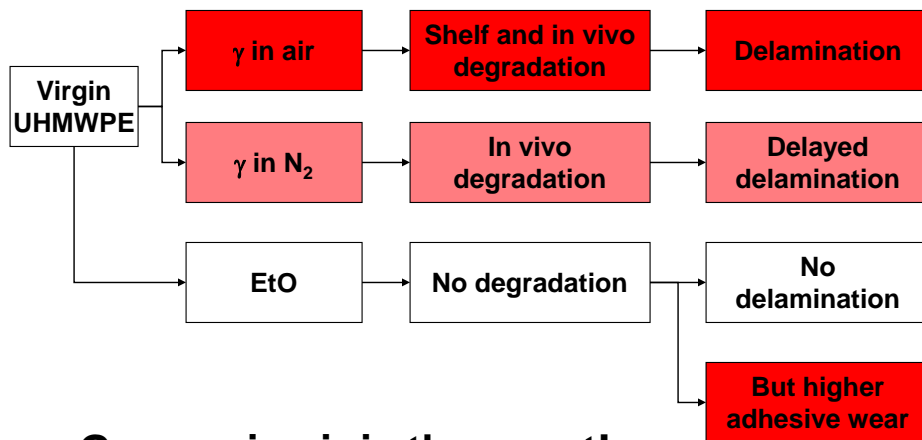 γ in air
Shelf and in vivo
degradation
Delamination
Virgin
UHMWPE
γ in N₂
In vivo
degradation
Delayed
delamination
EtO
No degradation
No
delamination
But higher
adhesive wear